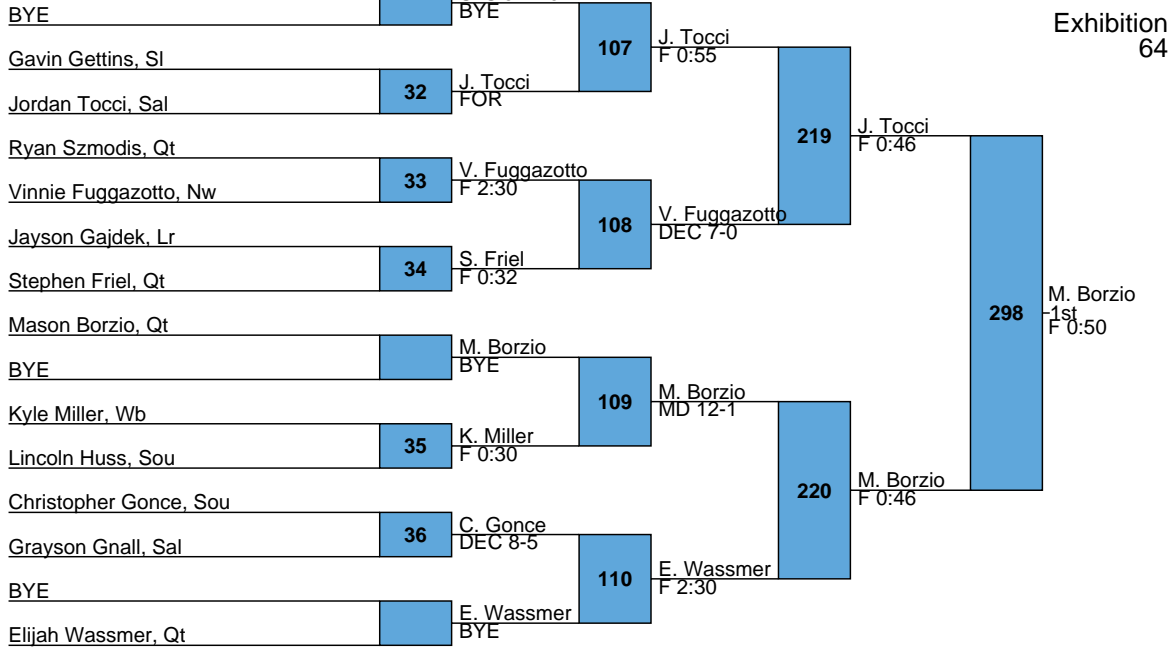 BYE
BYE
Exhibition
64
Gavin Gettins, Sl
Jordan Tocci, Sal
32
J. Tocci
FOR
107
J. Tocci
F 0:55
Ryan Szmodis, Qt
Vinnie Fuggazotto, Nw
33
V. Fuggazotto
F 2:30
219
J. Tocci
F 0:46
Jayson Gajdek, Lr
Stephen Friel, Qt
34
S. Friel
F 0:32
108
V. Fuggazotto
DEC 7-0
Mason Borzio, Qt
BYE
M. Borzio
BYE
298
M. Borzio
1st
F 0:50
Kyle Miller, Wb
Lincoln Huss, Sou
35
K. Miller
F 0:30
109
M. Borzio
MD 12-1
Christopher Gonce, Sou
Grayson Gnall, Sal
36
C. Gonce
DEC 8-5
220
M. Borzio
F 0:46
BYE
Elijah Wassmer, Qt
E. Wassmer
BYE
110
E. Wassmer
F 2:30